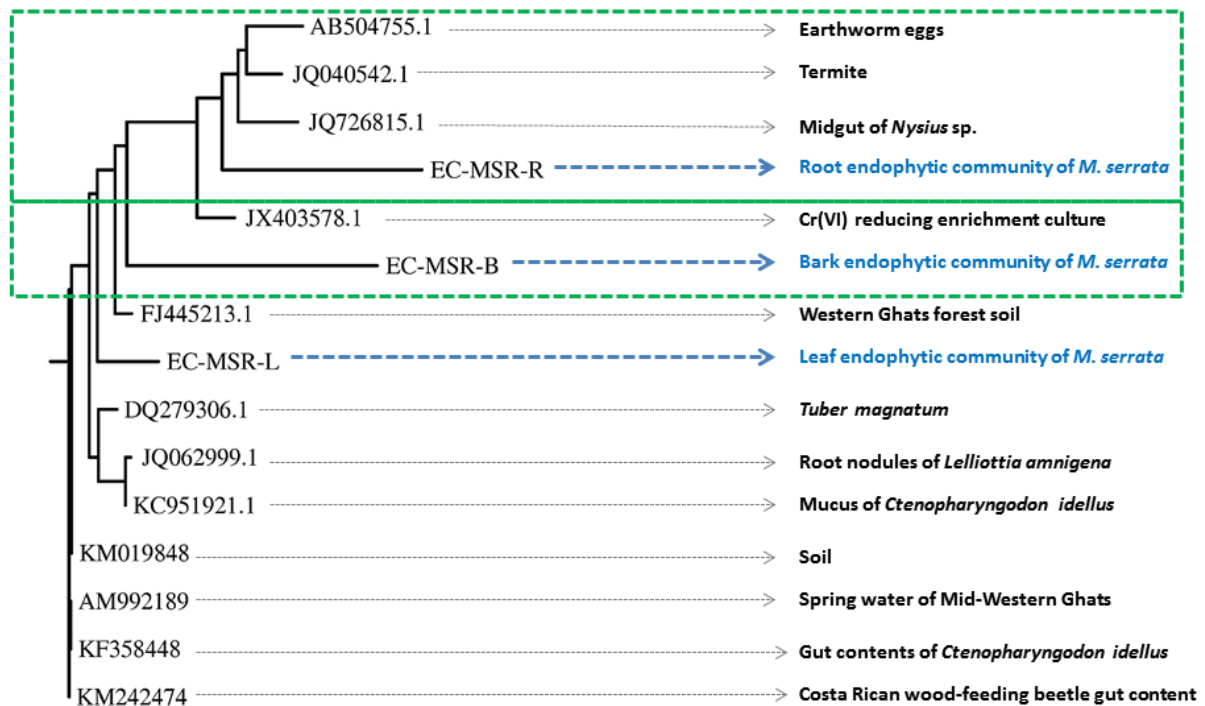 AB504755.1 Earthworm eggs
JQ040542.1 Termite
JQ726815.1 Midgut of Nysius sp.
EC-MSR-R Root endophytic community of M. serrata
JX403578.1 Cr(VI) reducing enrichment culture
EC-MSR-B Bark endophytic community of M. serrata
FJ445213.1 Western Ghats forest soil
EC-MSR-L Leaf endophytic community of M. serrata
DQ279306.1 Tuber magnatum
JQ062999.1 Root nodules of Lelliottia amnigena
KC951921.1 Mucus of Ctenopharyngodon idellus
KM019848 Soil
AM992189 Spring water of Mid-Western Ghats
KF358448 Gut contents of Ctenopharyngodon idellus
KM242474 Costa Rican wood-feeding beetle gut content